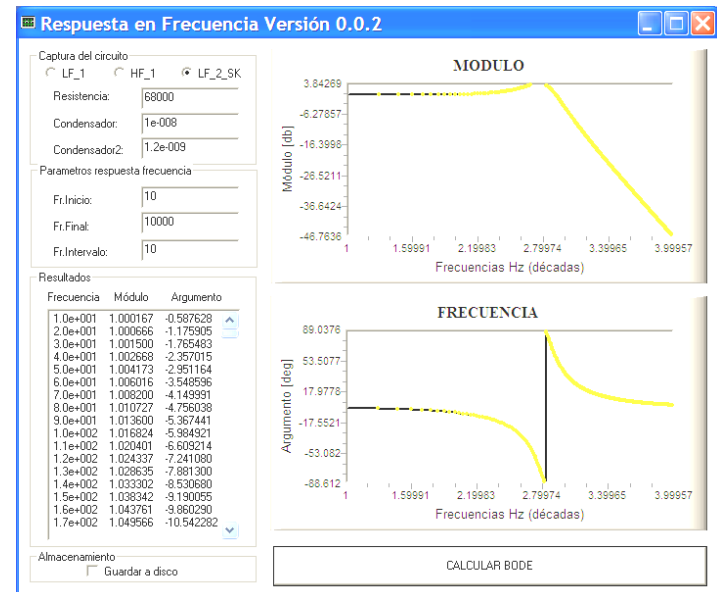 Respuesta en Frecuencia Versión 0.0.2
Captura del circuito
LF_1 HF_1 LF_2_SK
Resistencia: 68000
Condensador: 1e-008
Condensador2: 1.2e-009
Parametros respuesta frecuencia
Fr.Inicio: 10
Fr.Final: 10000
Fr.Intervalo: 10
Resultados
Frecuencia Módulo Argumento
1.0e+001 1.000167 -0.587628
2.0e+001 1.000666 -1.175905
3.0e+001 1.001500 -1.765483
4.0e+001 1.002668 -2.357015
5.0e+001 1.004173 -2.951164
6.0e+001 1.006016 -3.548596
7.0e+001 1.008200 -4.149991
8.0e+001 1.010727 -4.756038
9.0e+001 1.013600 -5.367441
1.0e+002 1.016824 -5.984921
1.1e+002 1.020401 -6.609214
1.2e+002 1.024337 -7.241080
1.3e+002 1.028635 -7.881300
1.4e+002 1.033302 -8.530680
1.5e+002 1.038342 -9.190055
1.6e+002 1.043761 -9.860290
1.7e+002 1.049566 -10.542282
Almacenamiento
Guardar a disco
MODULO
Módulo [db]
3.84269
-6.27857
-16.3998
-26.5211
-36.6424
-46.7636
1 1.59991 2.19983 2.79974 3.39965 3.99957
Frecuencias Hz (décadas)
FRECUENCIA
Argumento [deg]
89.0376
53.5077
17.9778
-17.5521
-53.082
-88.612
1 1.59991 2.19983 2.79974 3.39965 3.99957
Frecuencias Hz (décadas)
CALCULAR BODE